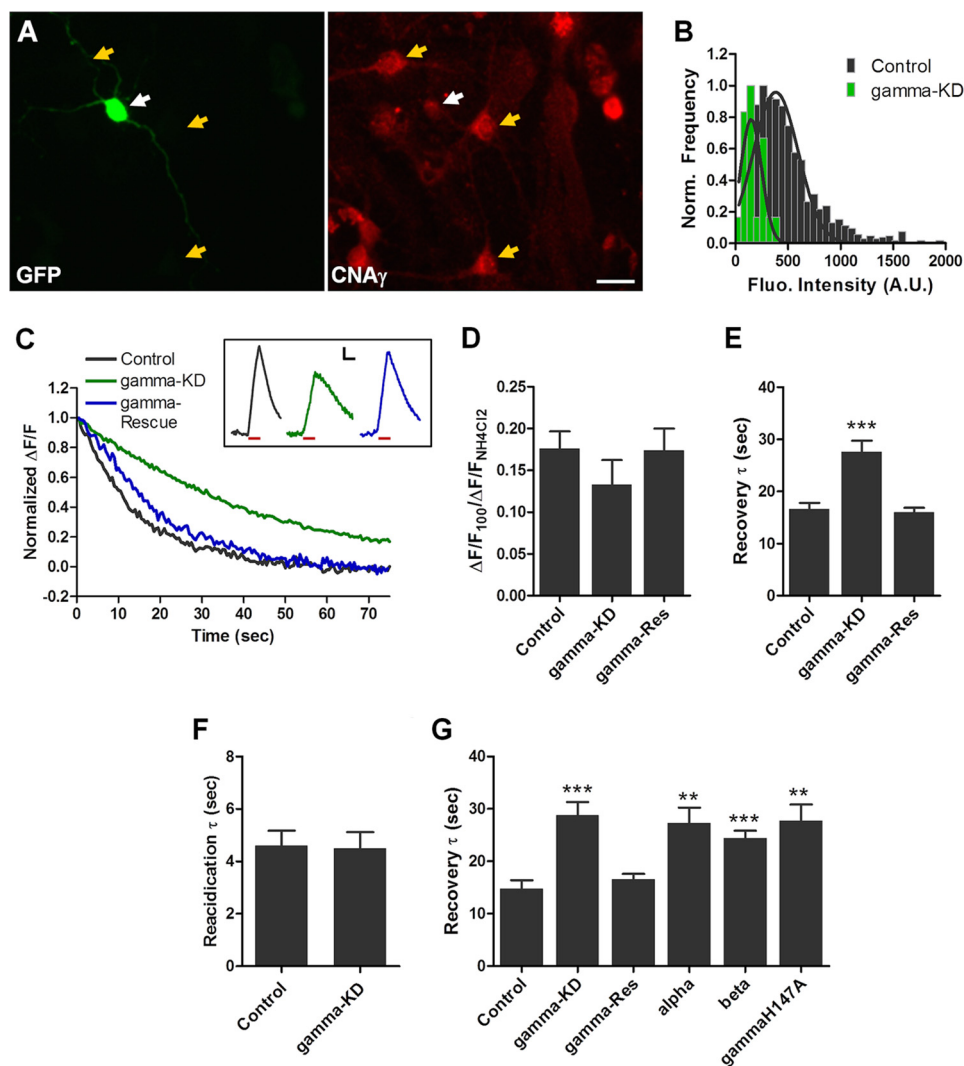 A
GFP
CNAγ
B
Control
gamma-KD
Norm. Frequency
1.0
0.8
0.6
0.4
0.2
0.0
0
500
1000
1500
2000
Fluo. Intensity (A.U.)
C
Control
gamma-KD
gamma-
Rescue
Normalized ΔF/F
1.2
1.0
0.8
0.6
0.4
0.2
0.0
-0.2
0 10 20 30 40 50 60 70
Time (sec)
D
ΔF/F100/ΔF/FNH4Cl2
0.25
0.20
0.15
0.10
0.05
0.00
Control
gamma-KD
gamma-Res
E
Recovery τ (sec)
40
30
20
10
0
***
Control
gamma-KD
gamma-Res
F
Reacidication τ (sec)
8
6
4
2
0
Control
gamma-KD
G
Recovery τ (sec)
40
30
20
10
0
***
**
***
**
Control
gamma-KD
gamma-Res
alpha
beta
gammaH147A